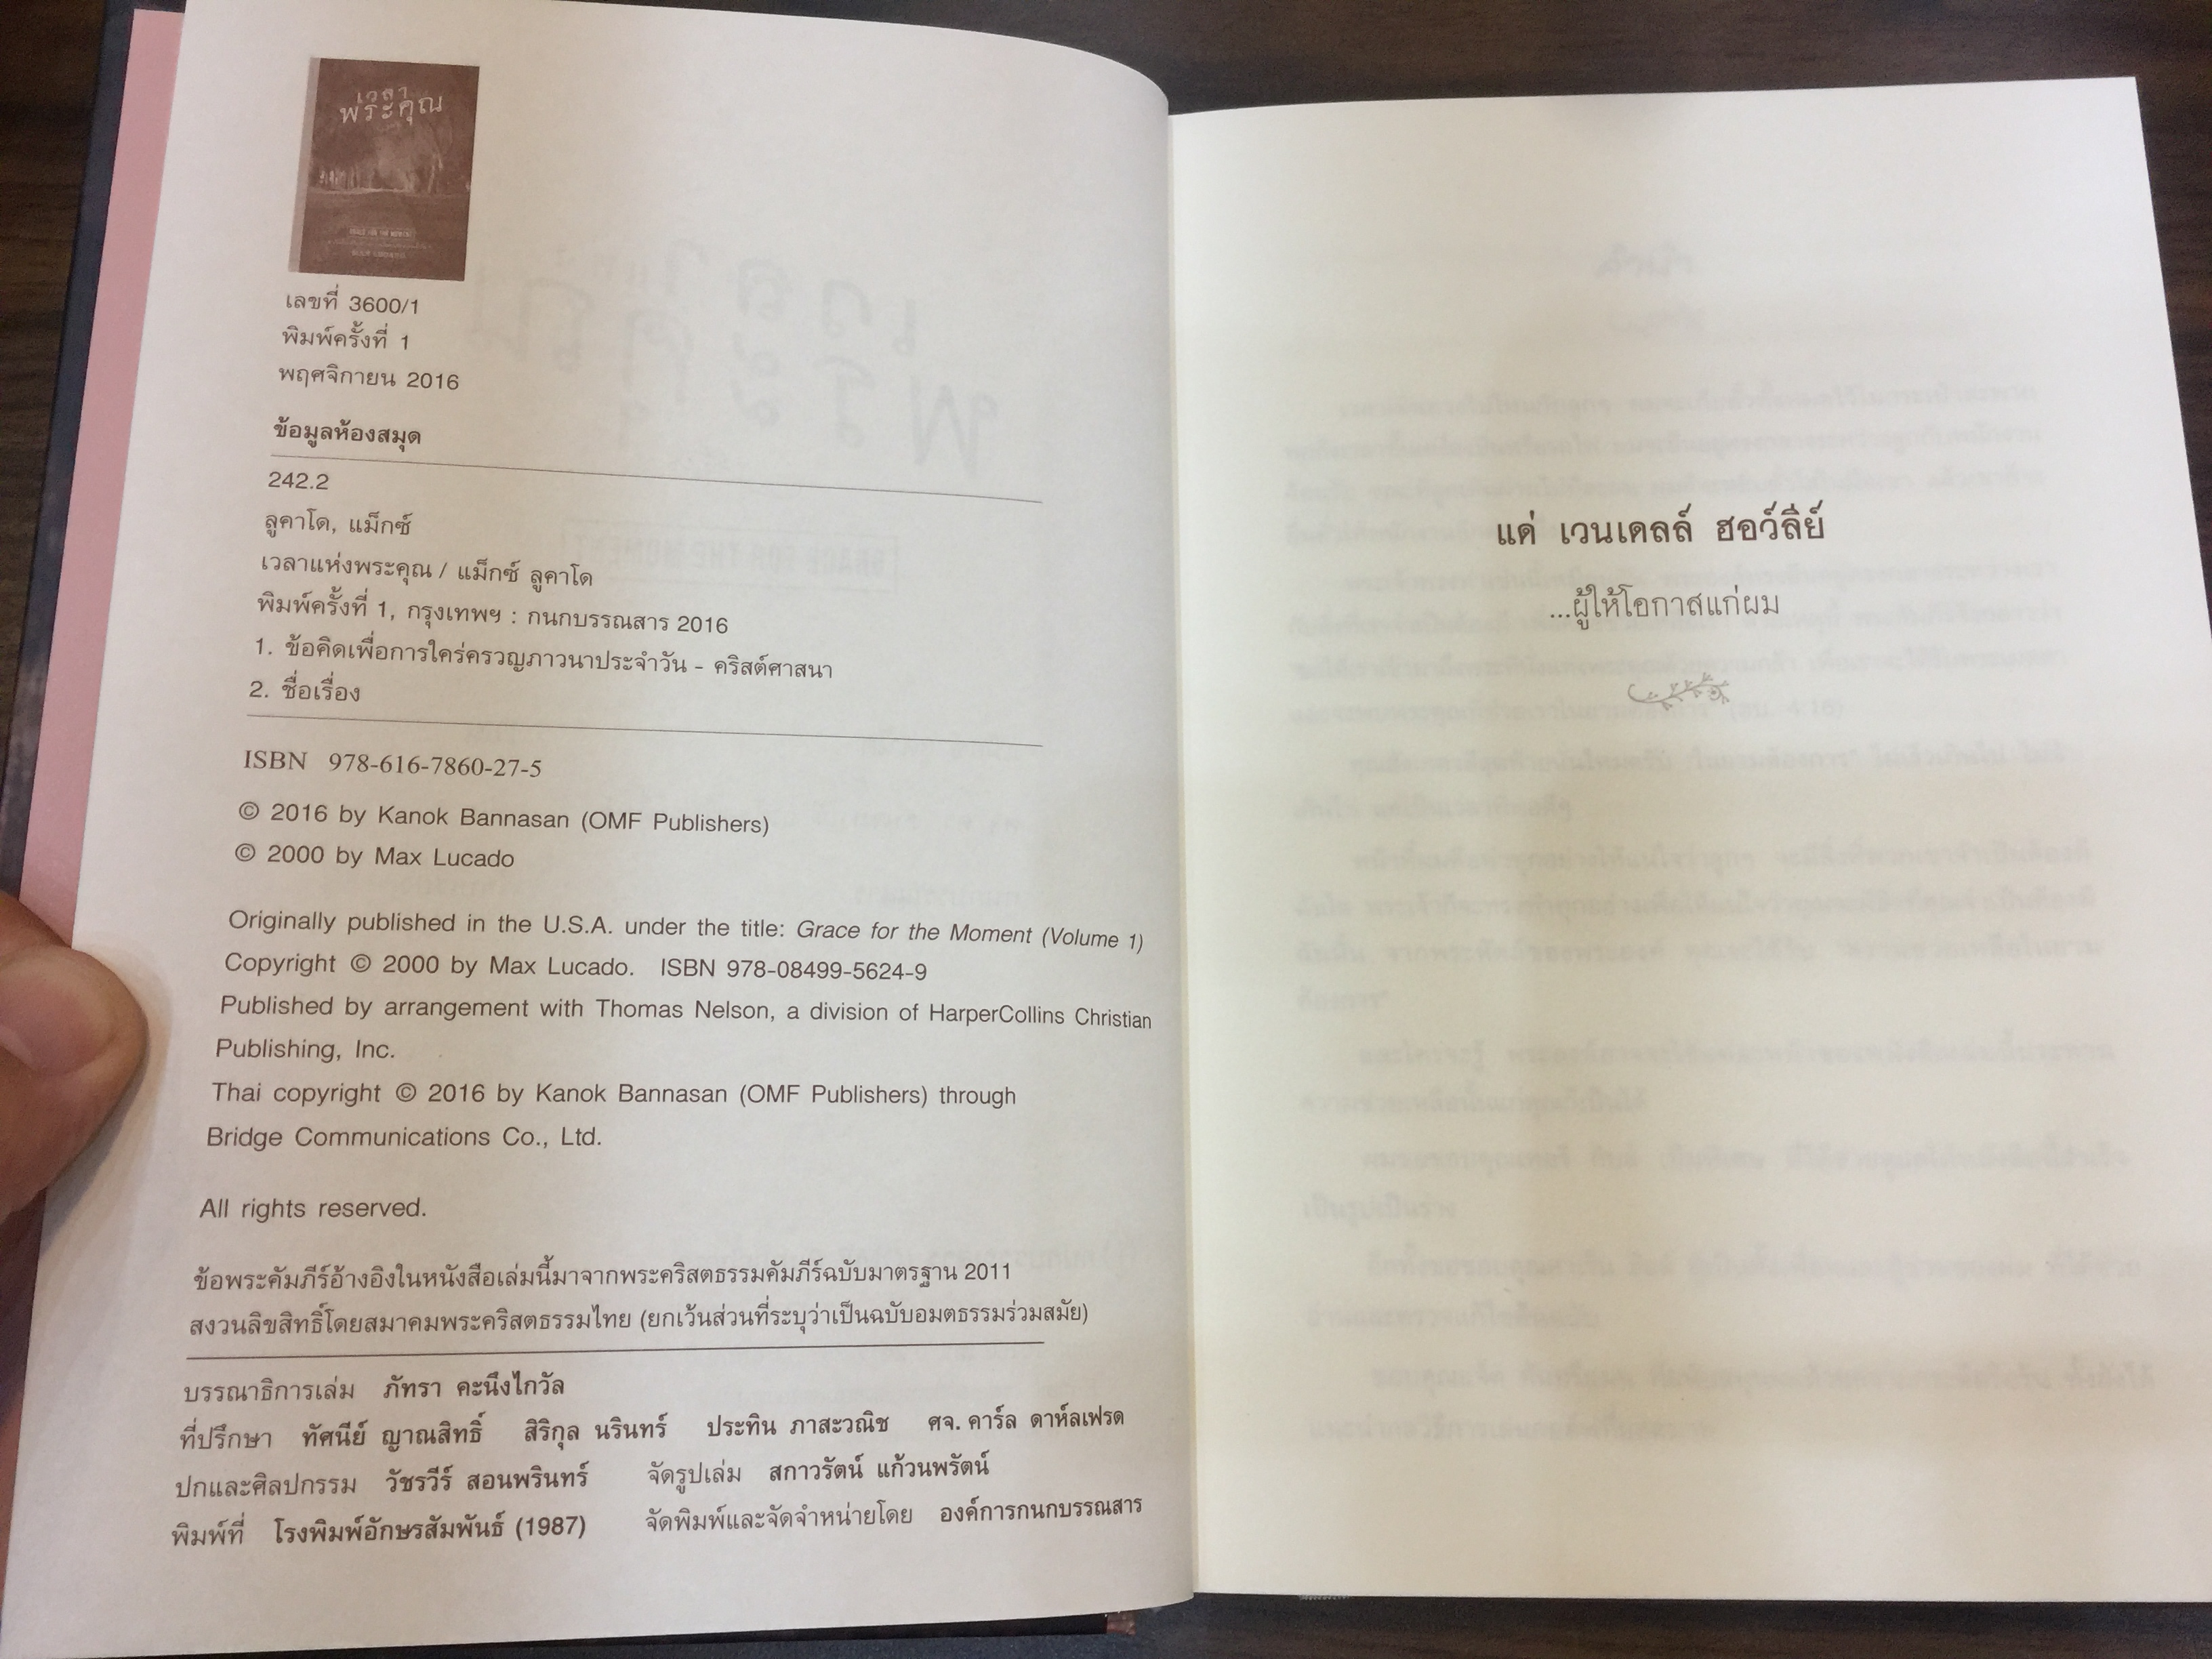 เวลา
พระคุณ
เลขที่ 3600/1
พิมพ์ครั้งที่ 1
พฤศจิกายน 2016
ข้อมูลห้องสมุด
242.2
ลูคาโด, แม็กซ์
เวลาแห่งพระคุณ / แม็กซ์ ลูคาโด
พิมพ์ครั้งที่ 1, กรุงเทพฯ : กนกบรรณสาร 2016
1. ข้อคิดเพื่อการใคร่ครวญภาวนาประจำวัน - คริสต์ศาสนา
2. ชื่อเรื่อง
ISBN 978-616-7860-27-5
© 2016 by Kanok Bannasan (OMF Publishers)
© 2000 by Max Lucado
Originally published in the U.S.A. under the title: Grace for the Moment (Volume 1)
Copyright © 2000 by Max Lucado. ISBN 978-08499-5624-9
Published by arrangement with Thomas Nelson, a division of HarperCollins Christian
Publishing, Inc.
Thai copyright © 2016 by Kanok Bannasan (OMF Publishers) through
Bridge Communications Co., Ltd.
All rights reserved.
ข้อพระคัมภีร์อ้างอิงในหนังสือเล่มนี้มาจากพระคริสตธรรมคัมภีร์ฉบับมาตรฐาน 2011
สงวนลิขสิทธิ์โดยสมาคมพระคริสตธรรมไทย (ยกเว้นส่วนที่ระบุว่าเป็นฉบับอมตธรรมร่วมสมัย)
บรรณาธิการเล่ม ภัทรา คะนึงไกวัล
ที่ปรึกษา ทัศนีย์ ญาณสิทธิ์ สิริกุล นรินทร์ ประทิน ภาสะวณิช ศจ. คาร์ล ดาห์ลเฟรด
ปกและศิลปกรรม วัชรวีร์ สอนพรินทร์ จัดรูปเล่ม สกาวรัตน์ แก้วนพรัตน์
พิมพ์ที่ โรงพิมพ์อักษรสัมพันธ์ (1987) จัดพิมพ์และจัดจำหน่ายโดย องค์การกนกบรรณสาร
แด่ เวนเดลล์ ฮอว์ลีย์
...ผู้ให้โอกาสแก่ผม